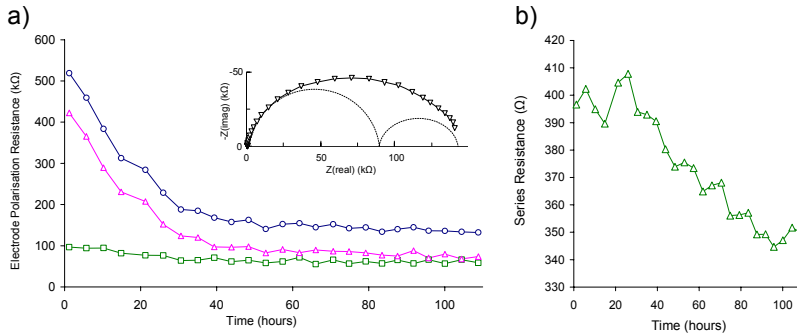 a)
Electrode Polarisation Resistance (kΩ)
600
500
400
300
200
100
0
0 20 40 60 80 100
Time (hours)
-Z(imag) (kΩ)
-50
0
0 50 100
Z(real) (kΩ)
b)
Series Resistance (Ω)
420
410
400
390
380
370
360
350
340
330
0 20 40 60 80 100
Time (hours)